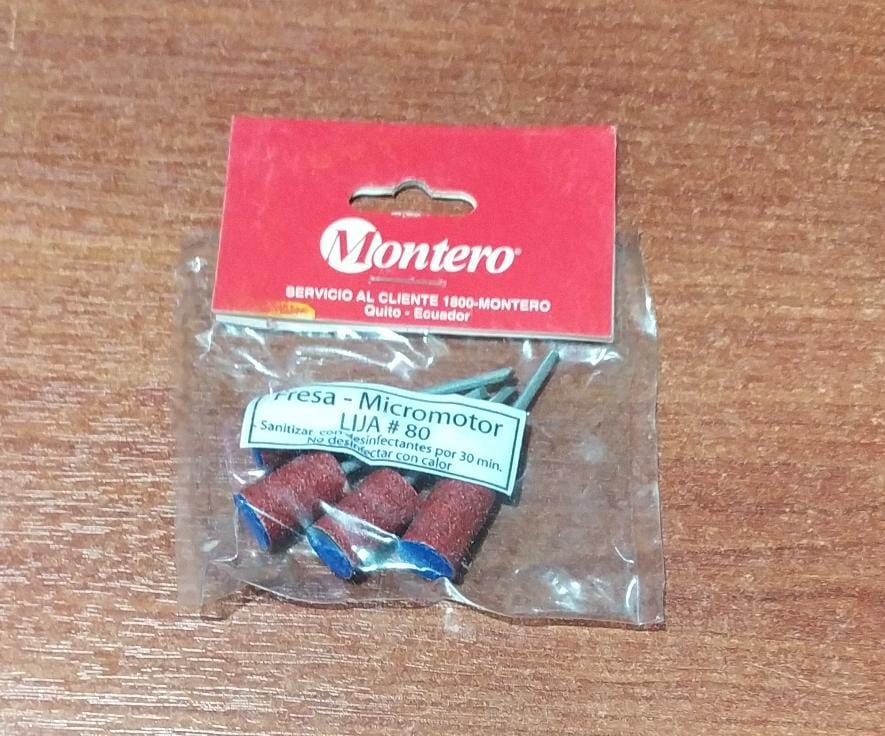 Montero®
SERVICIO AL CLIENTE 1800-MONTERO
Quito - Ecuador
Fresa - Micromotor
LIJA # 80
- Sanitizar con desinfectantes por 30 min.
No desinfectar con calor